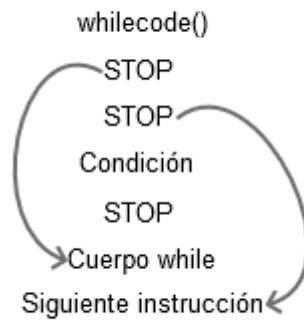 whilecode()
STOP
STOP
Condición
STOP
Cuerpo while
Siguiente instrucción